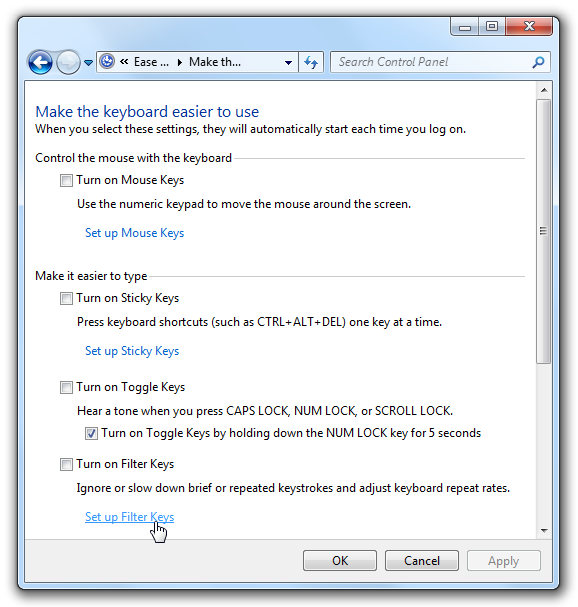 Ease ... Make th... Search Control Panel
Make the keyboard easier to use
When you select these settings, they will automatically start each time you log on.
Control the mouse with the keyboard
Turn on Mouse Keys
Use the numeric keypad to move the mouse around the screen.
Set up Mouse Keys
Make it easier to type
Turn on Sticky Keys
Press keyboard shortcuts (such as CTRL+ALT+DEL) one key at a time.
Set up Sticky Keys
Turn on Toggle Keys
Hear a tone when you press CAPS LOCK, NUM LOCK, or SCROLL LOCK.
Turn on Toggle Keys by holding down the NUM LOCK key for 5 seconds
Turn on Filter Keys
Ignore or slow down brief or repeated keystrokes and adjust keyboard repeat rates.
Set up Filter Keys
OK Cancel Apply